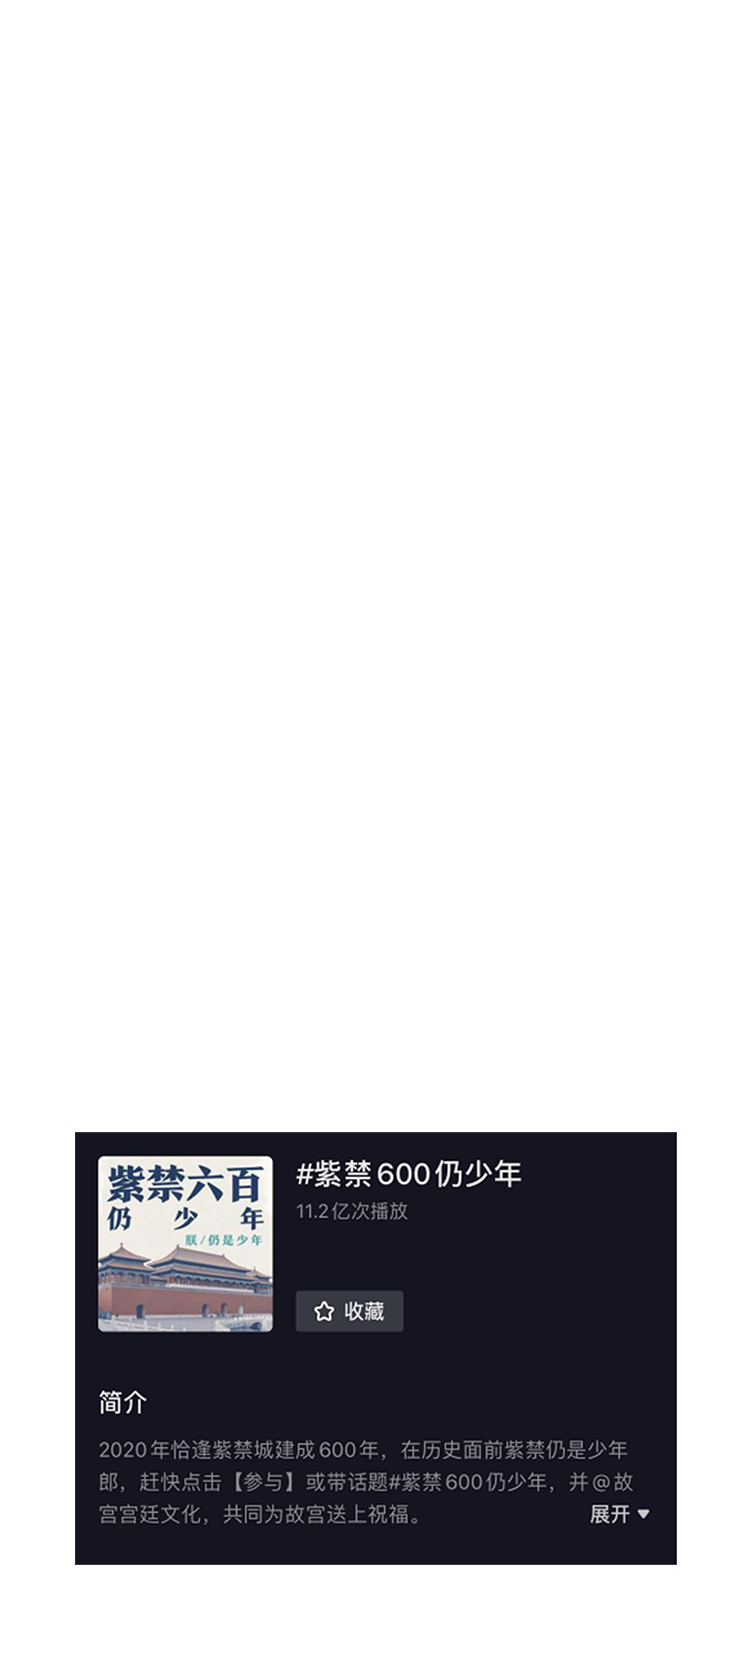 紫禁六百
仍少年
朕/仍是少年
#紫禁600仍少年
11.2亿次播放
收藏
简介
2020年恰逢紫禁城建成600年，在历史面前紫禁仍是少年
郎，赶快点击【参与】或带话题#紫禁600仍少年，并@故
宫宫廷文化，共同为故宫送上祝福。
展开